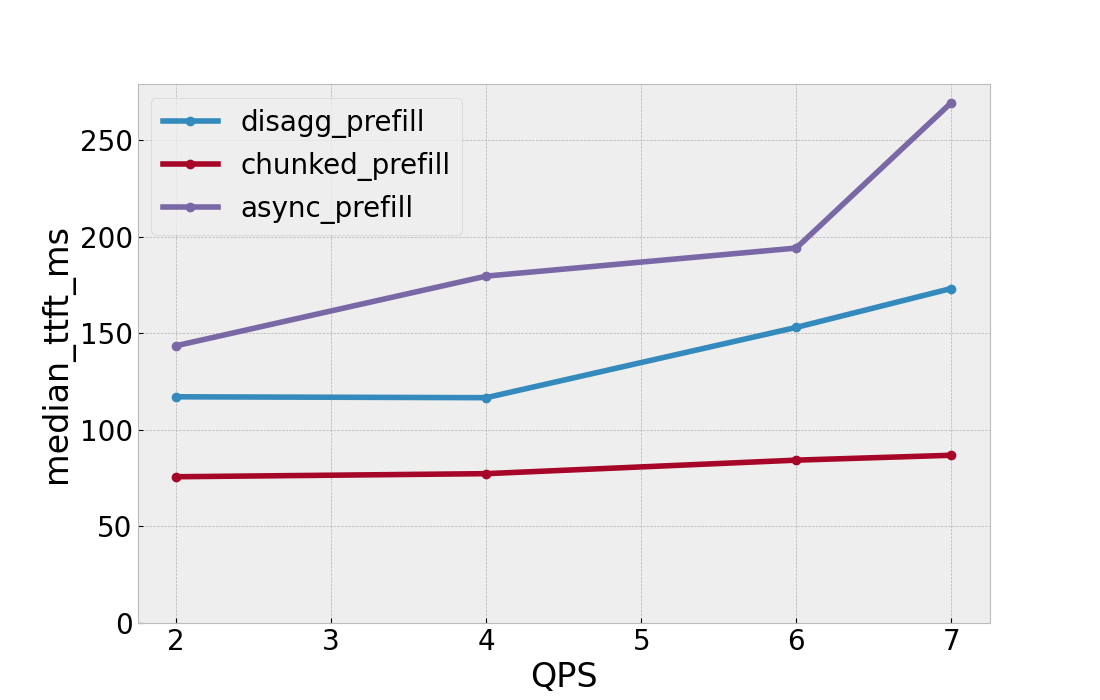 disagg_prefill
chunked_prefill
async_prefill
median_ttft_ms
250
200
150
100
50
0
2 3 4 5 6 7
QPS